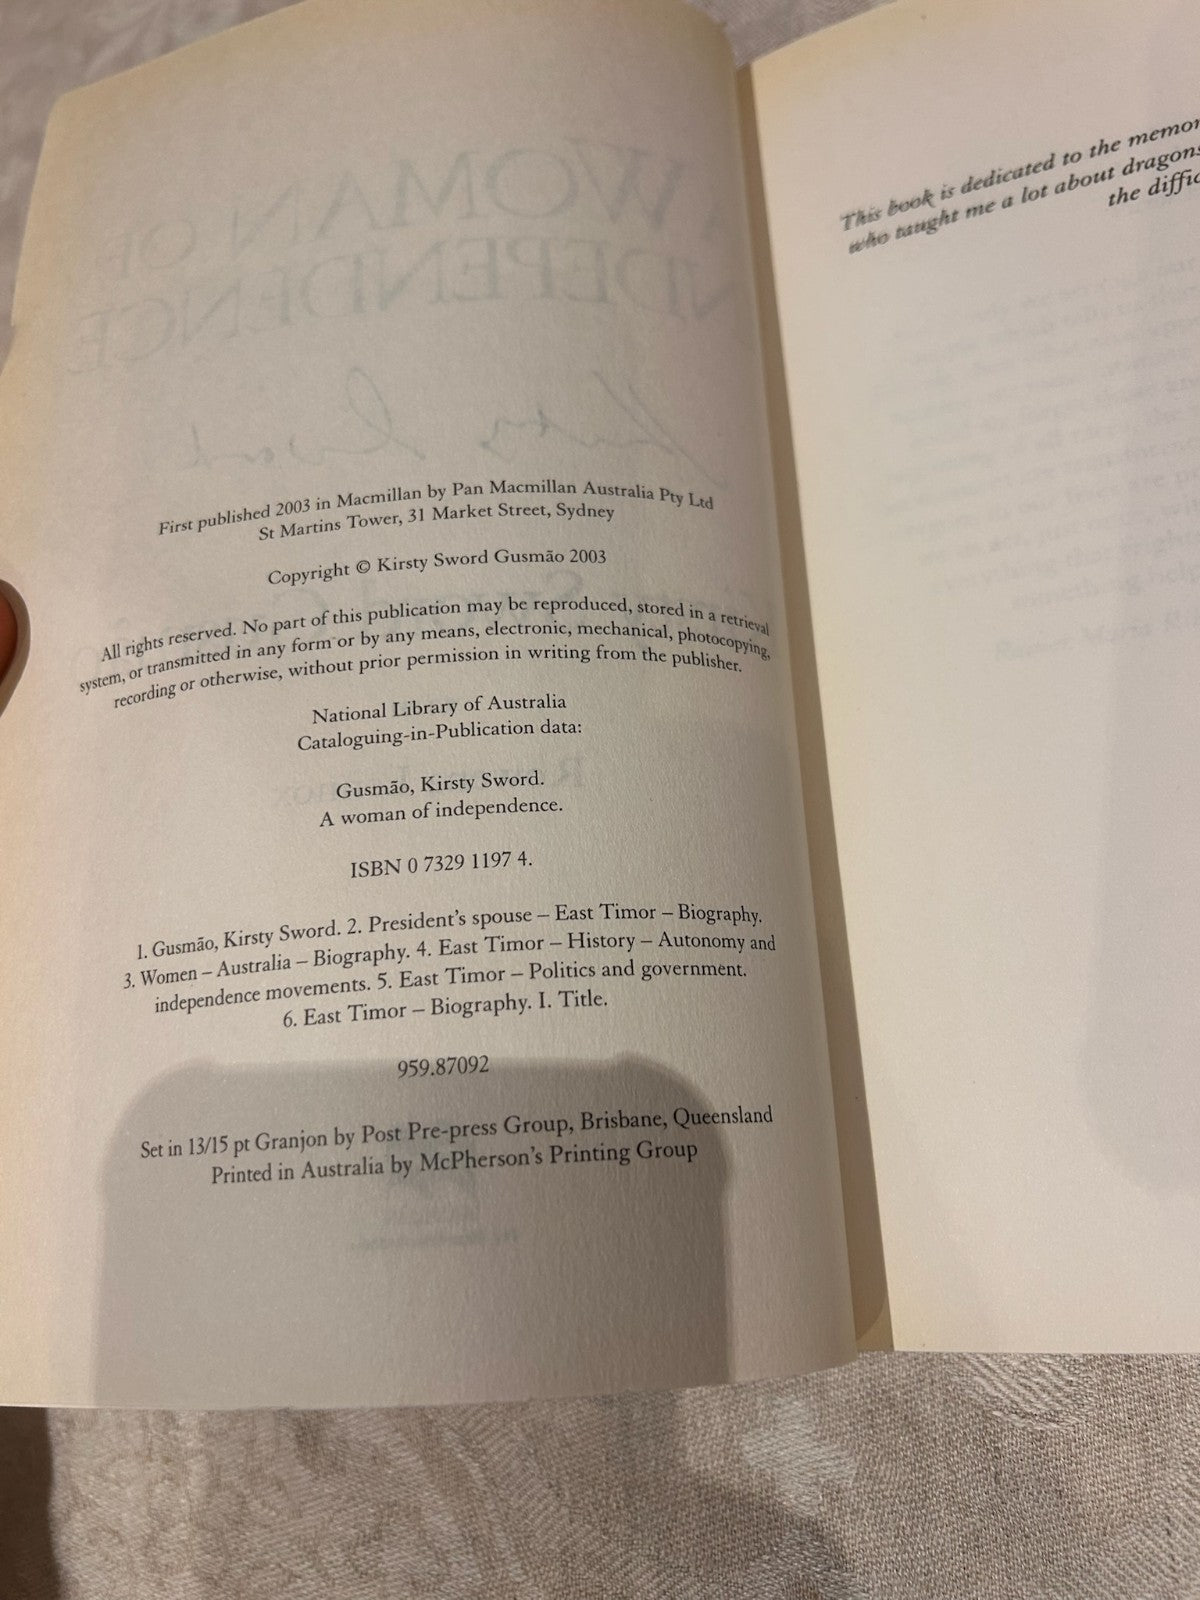 First published 2003 in Macmillan by Pan Macmillan Australia Pty Ltd
St Martins Tower, 31 Market Street, Sydney
Copyright © Kirsty Sword Gusmão 2003
All rights reserved. No part of this publication may be reproduced, stored in a retrieval
system, or transmitted in any form or by any means, electronic, mechanical, photocopying,
recording or otherwise, without prior permission in writing from the publisher.
National Library of Australia
Cataloguing-in-Publication data:
Gusmão, Kirsty Sword.
A woman of independence.
ISBN 0 7329 1197 4.
1. Gusmão, Kirsty Sword. 2. President's spouse – East Timor – Biography.
3. Women – Australia – Biography. 4. East Timor – History – Autonomy and
independence movements. 5. East Timor – Politics and government.
6. East Timor – Biography. I. Title.
959.87092
Set in 13/15 pt Granjon by Post Pre-press Group, Brisbane, Queensland
Printed in Australia by McPherson's Printing Group
This book is dedicated to the memor
who taught me a lot about dragons
the diffic